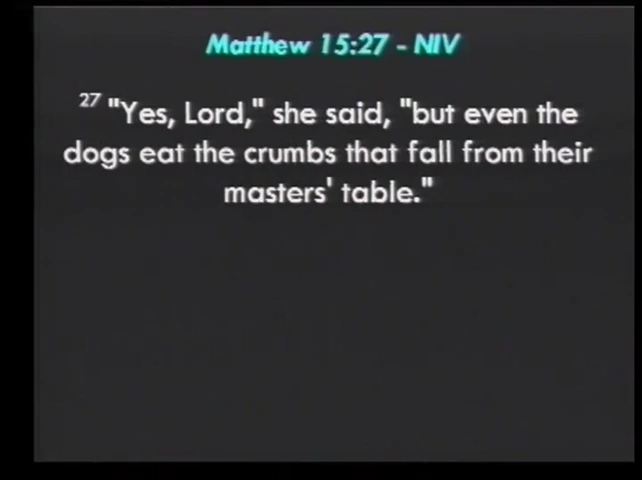 Matthew 15:27 - NIV
27 "Yes, Lord," she said, "but even the
dogs eat the crumbs that fall from their
masters' table."